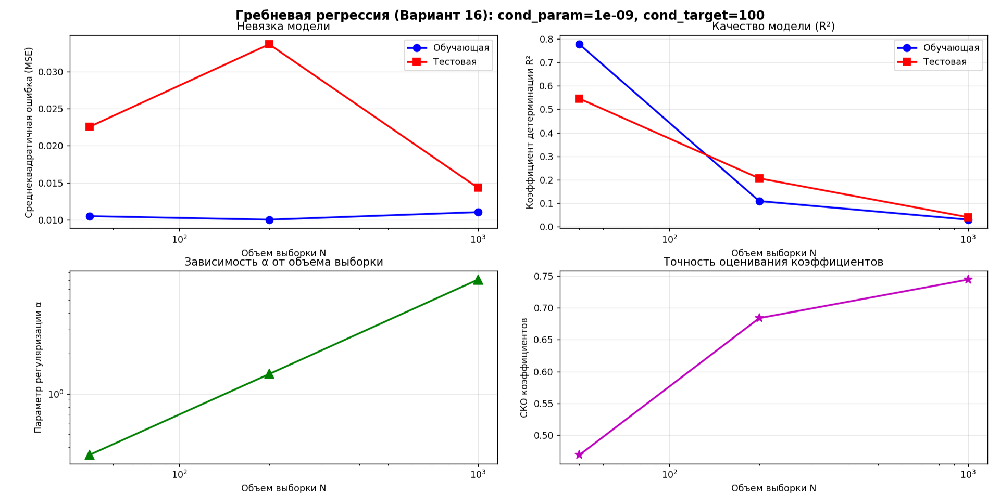 Гребневая регрессия (Вариант 16): cond_param=1e-09, cond_target=100
Невязка модели
Среднеквадратичная ошибка (MSE)
0.030
0.025
0.020
0.015
0.010
Обучающая
Тестовая
10²
10³
Объем выборки N
Качество модели (R²)
Коэффициент детерминации R²
0.8
0.7
0.6
0.5
0.4
0.3
0.2
0.1
0.0
Обучающая
Тестовая
10²
10³
Объем выборки N
Зависимость α от объема выборки
Параметр регуляризации α
10⁰
10²
10³
Объем выборки N
Точность оценивания коэффициентов
СКО коэффициентов
0.75
0.70
0.65
0.60
0.55
0.50
10²
10³
Объем выборки N